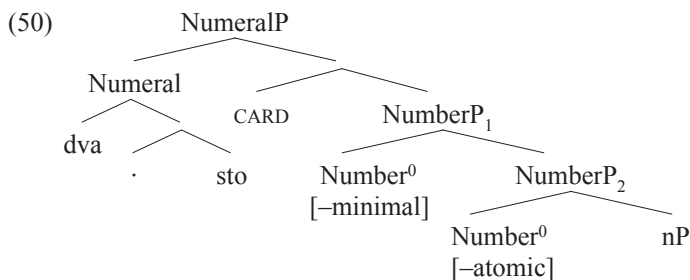 (50) NumeralP
Numeral
CARD NumberP₁
dva
· sto Number⁰ NumberP₂
[–minimal]
Number⁰ nP
[–atomic]